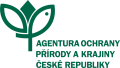 AGENTURA OCHRANY
PŘÍRODY A KRAJINY
ČESKÉ REPUBLIKY